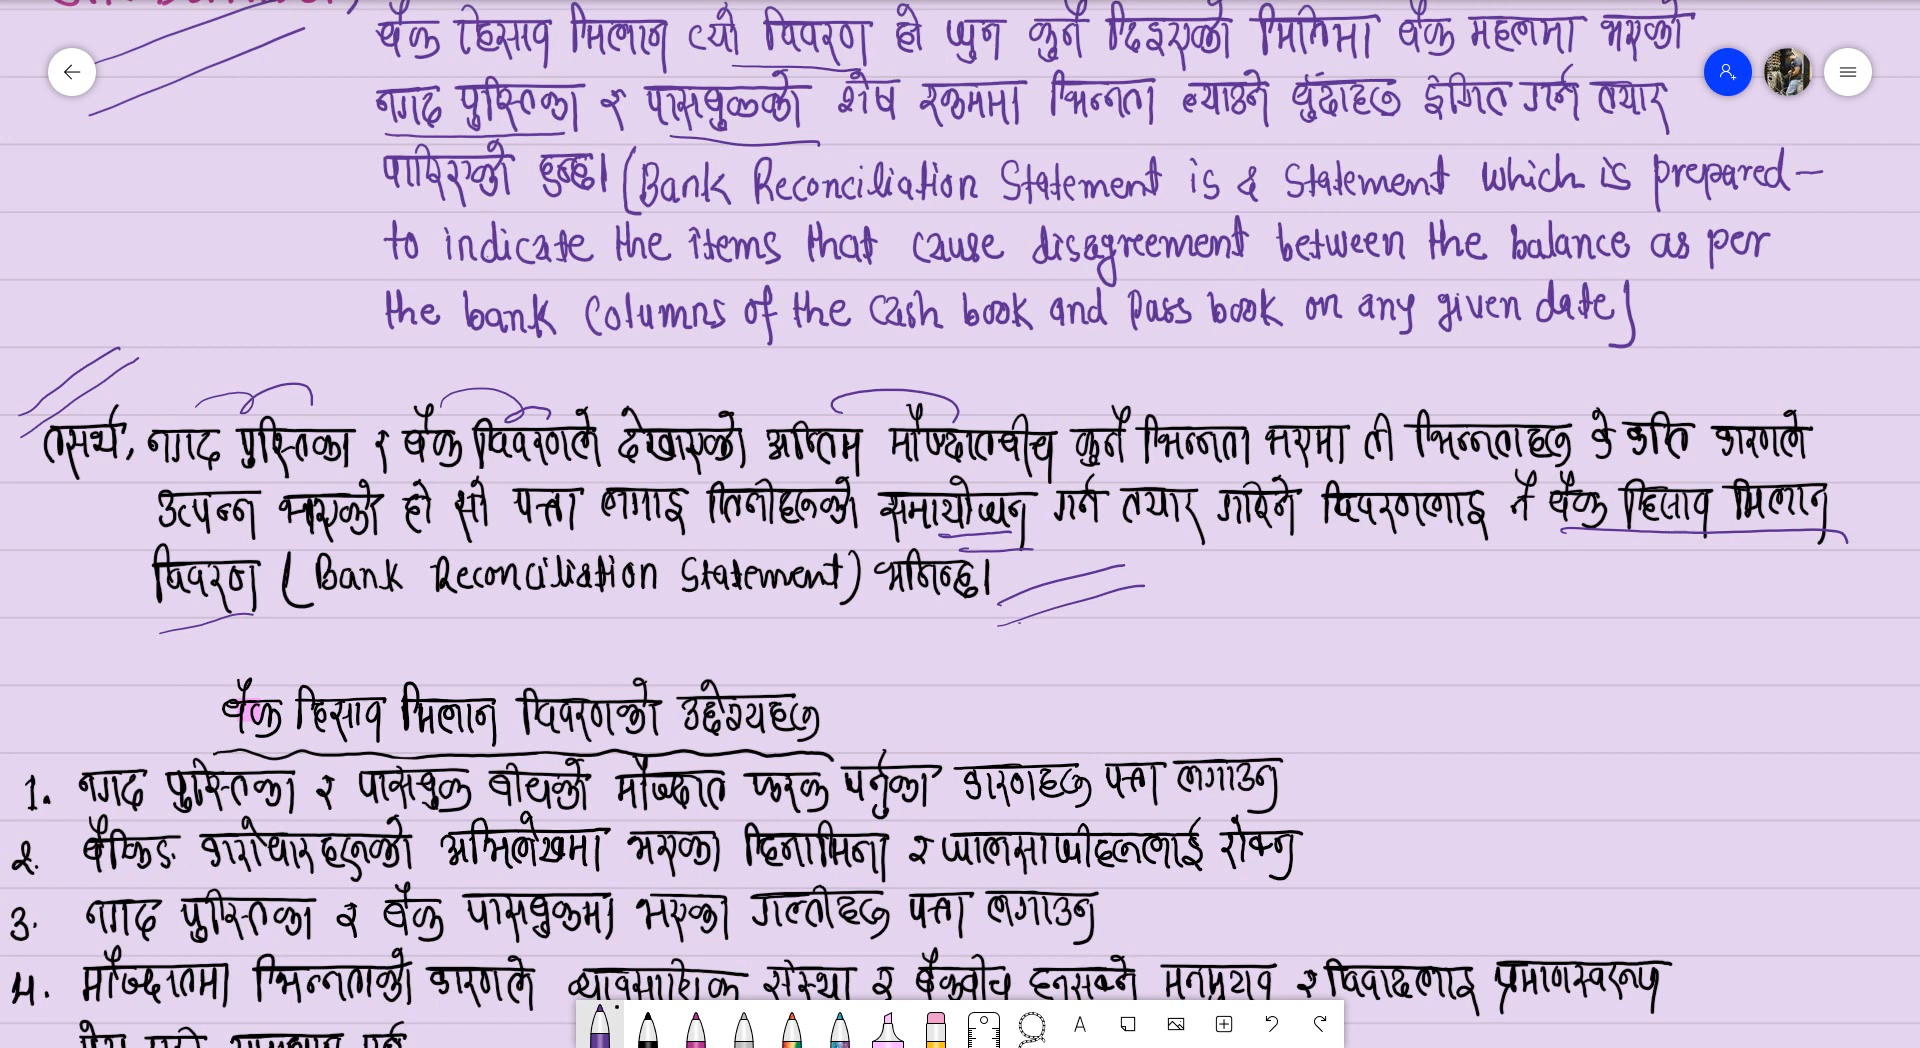 बैंक हिसाब मिलान त्यो विवरण हो जुन कुनै दिइएको मितिमा बैंक महलमा भएको
नगद पुस्तिका र पासबुकको शेष रकममा भिन्नता ल्याउने बुँदाहरु इंगित गर्न तयार
पारिएको हुन्छ। (Bank Reconciliation Statement is a Statement which is prepared
to indicate the items that cause disagreement between the balance as per
the bank Columns of the Cash book and Pass book on any given date)
तसर्थ, नगद पुस्तिका र बैंक विवरणले देखाएको अन्तिम मौज्दातबीच कुनै भिन्नता भएमा ती भिन्नताहरु के कति कारणले
उत्पन्न भएको हो सो पत्ता लगाइ तिनीहरुको समायोजन गर्न तयार गरिने विवरणलाइ नै बैंक हिसाव मिलान
विवरण (Bank Reconciliation Statement) भनिन्छ।
बैंक हिसाव मिलान विवरणको उद्देश्यहरु
1. नगद पुस्तिका र पासबुक बीचको मौज्दात फरक पर्नुका कारणहरु पत्ता लगाउनु
2. बैंकिङ कारोबारहरुको अभिलेखमा भएका हिनामिना र जालसाजीहरुलाई रोक्नु
3. नगद पुस्तिका र बैंक पासबुकमा भएका गल्तीहरु पत्ता लगाउनु
4. मौज्दातमा भिन्नताको कारणले व्यावसायिक संस्था र बैंकबीच हुनसक्ने मनमुटाव र विवादलाइ प्रमाणस्वरूप
A